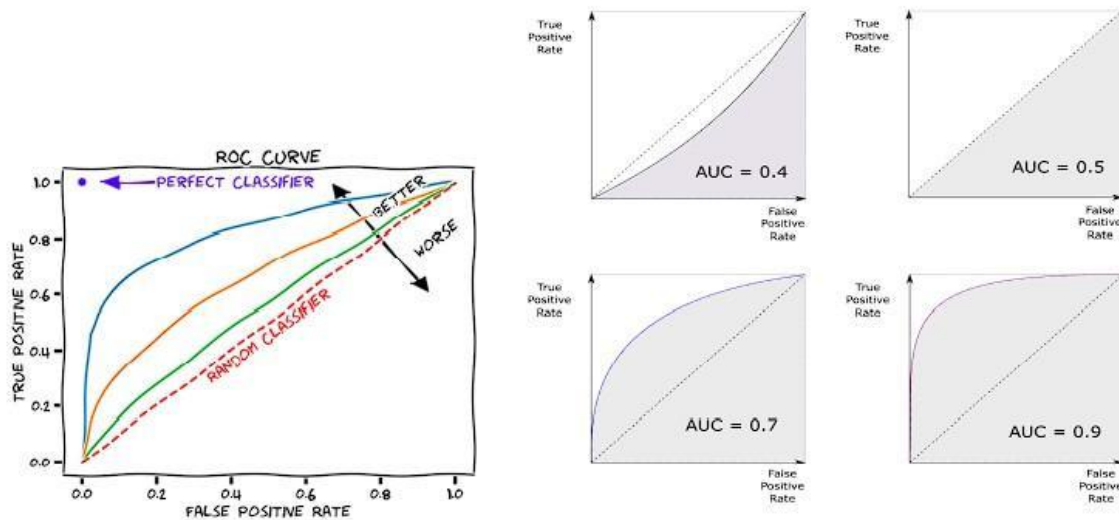 ROC CURVE
1.0
0.8
0.6
0.4
0.2
0.0
TRUE POSITIVE RATE
PERFECT CLASSIFIER
BETTER
WORSE
RANDOM CLASSIFIER
0.0 0.2 0.4 0.6 0.8 1.0
FALSE POSITIVE RATE
True
Positive
Rate
AUC = 0.4
False
Positive
Rate
True
Positive
Rate
AUC = 0.5
False
Positive
Rate
True
Positive
Rate
AUC = 0.7
False
Positive
Rate
True
Positive
Rate
AUC = 0.9
False
Positive
Rate